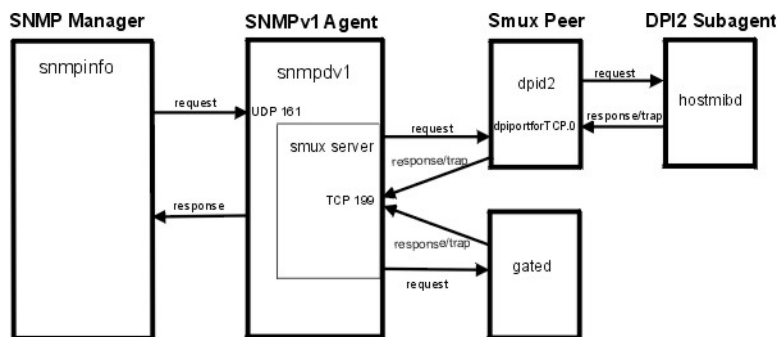 SNMP Manager
SNMPv1 Agent
Smux Peer
DPI2 Subagent
snmpinfo
snmpdv1
dpid2
request
hostmibd
request
UDP 161
response/trap
request
dpiportforTCP.0
smux server
response/trap
TCP 199
response
response/trap
gated
request